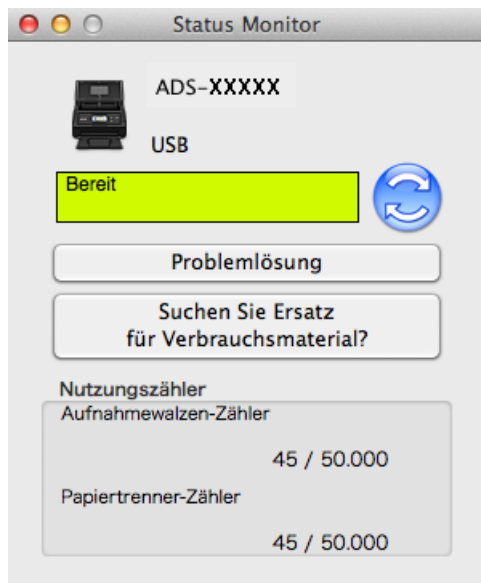 Status Monitor
ADS-XXXXX
USB
Bereit
Problemlösung
Suchen Sie Ersatz
für Verbrauchsmaterial?
Nutzungszähler
Aufnahmewalzen-Zähler
45 / 50.000
Papiertrenner-Zähler
45 / 50.000